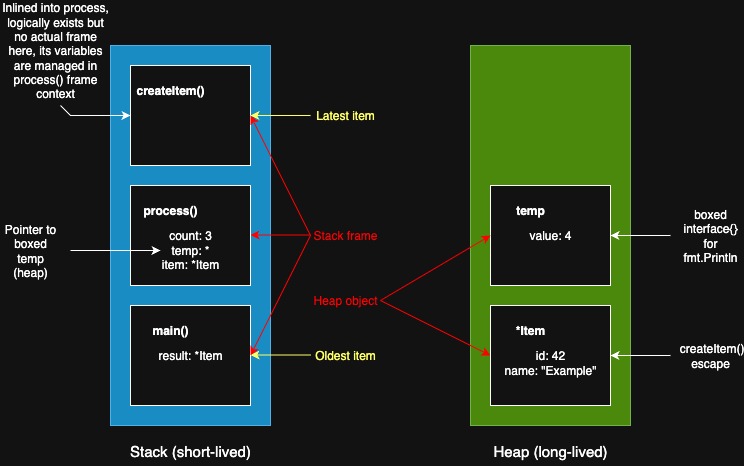 Inlined into process,
logically exists but
no actual frame
here, its variables
are managed in
process() frame
context
createItem()
Latest item
process()
count: 3
temp: *
item: *Item
Pointer to
boxed
temp
(heap)
Stack frame
temp
value: 4
boxed
interface{}
for
fmt.Println
Heap object
main()
result: *Item
Oldest item
*Item
id: 42
name: "Example"
createItem()
escape
Stack (short-lived)
Heap (long-lived)